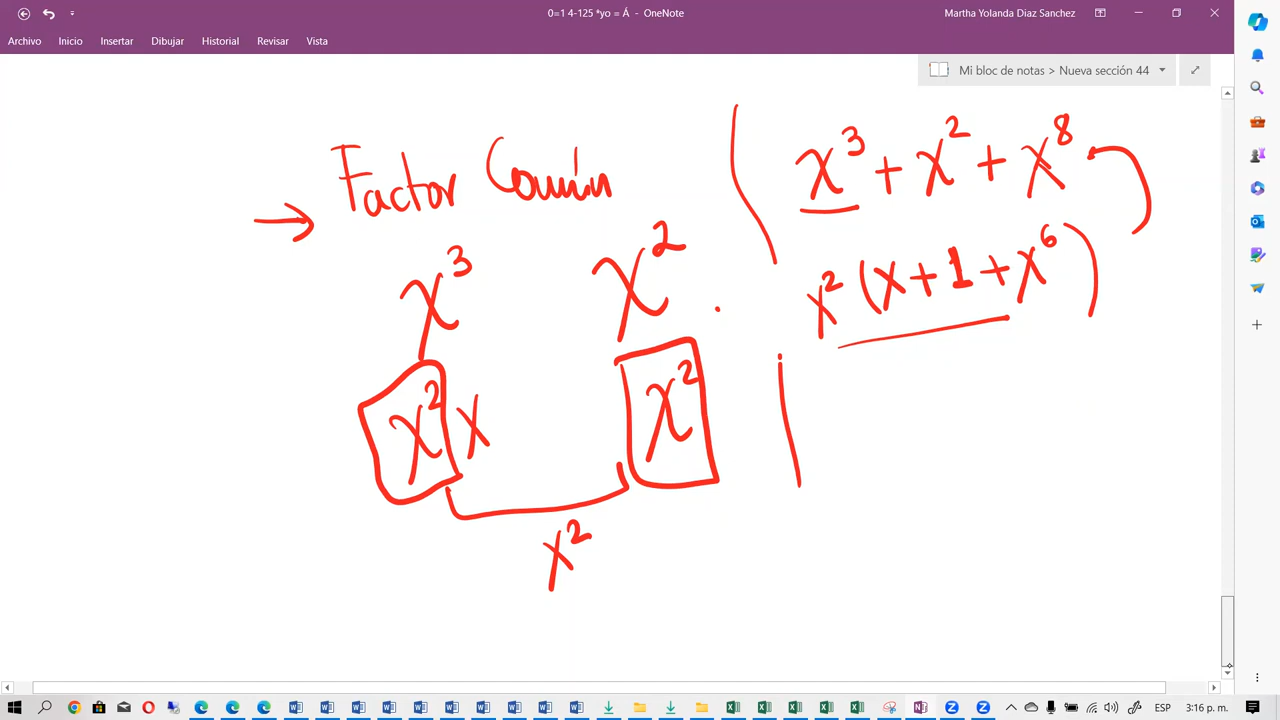 0=1 4-125 *yo = Á - OneNote
Martha Yolanda Diaz Sanchez
Archivo Inicio Insertar Dibujar Historial Revisar Vista
Mi bloc de notas > Nueva sección 44
→ Factor Común
x³ x²
x² x x²
x²
x³ + x² + x⁸
x² (x + 1 + x⁶)
ESP 3:16 p. m.